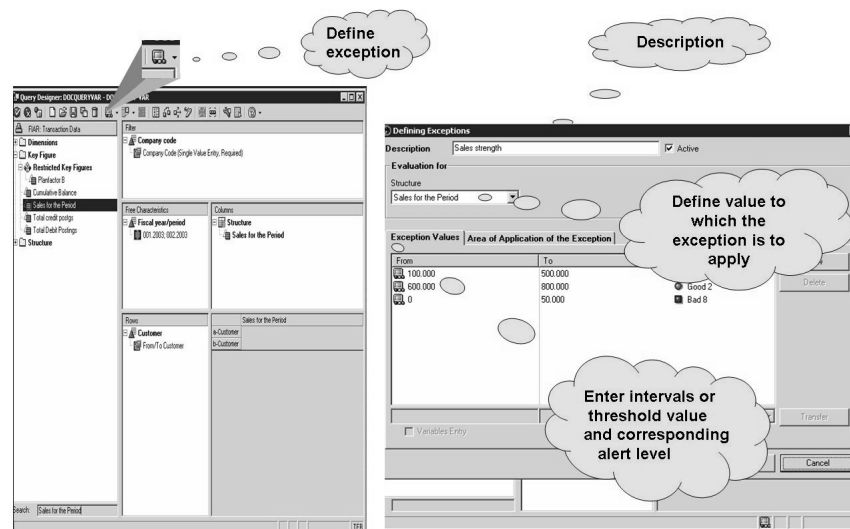 Define
exception
Description
Query Designer: DOCQUERYVAR - DO VAR
FIAR: Transaction Data
Dimensions
Key Figure
Restricted Key Figures
Planfactor B
Cumulative Balance
Sales for the Period
Total credit postgs
Total Debit Postings
Structure
Filter
Company code
Company Code (Single Value Entry, Required)
Free Characteristics
Fiscal year/period
001.2003; 002.2003
Columns
Structure
Sales for the Period
Rows
Customer
From/To Customer
Sales for the Period
a-Customer
b-Customer
Search: Sales for the Period
TFR
Defining Exceptions
Description Sales strength Active
Evaluation for
Structure
Sales for the Period
Define value to
which the
exception is to
apply
Exception Values Area of Application of the Exception
From To
100.000 500.000
600.000 800.000 Good 2
0 50.000 Bad 8
Delete
Enter intervals or
threshold value
and corresponding
alert level
Transfer
Variables Entry
Cancel